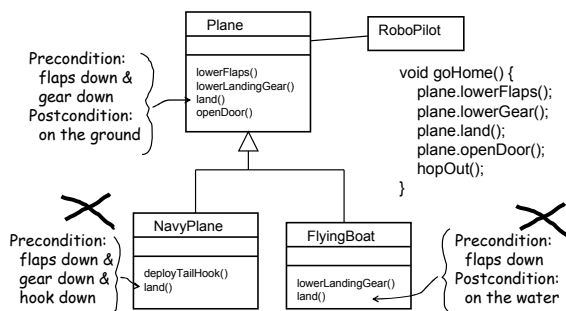 Plane
RoboPilot
Precondition:
flaps down &
gear down
Postcondition:
on the ground
lowerFlaps()
lowerLandingGear()
land()
openDoor()
void goHome() {
plane.lowerFlaps();
plane.lowerGear();
plane.land();
plane.openDoor();
hopOut();
}
NavyPlane
Precondition:
flaps down &
gear down &
hook down
deployTailHook()
land()
FlyingBoat
lowerLandingGear()
land()
Precondition:
flaps down
Postcondition:
on the water